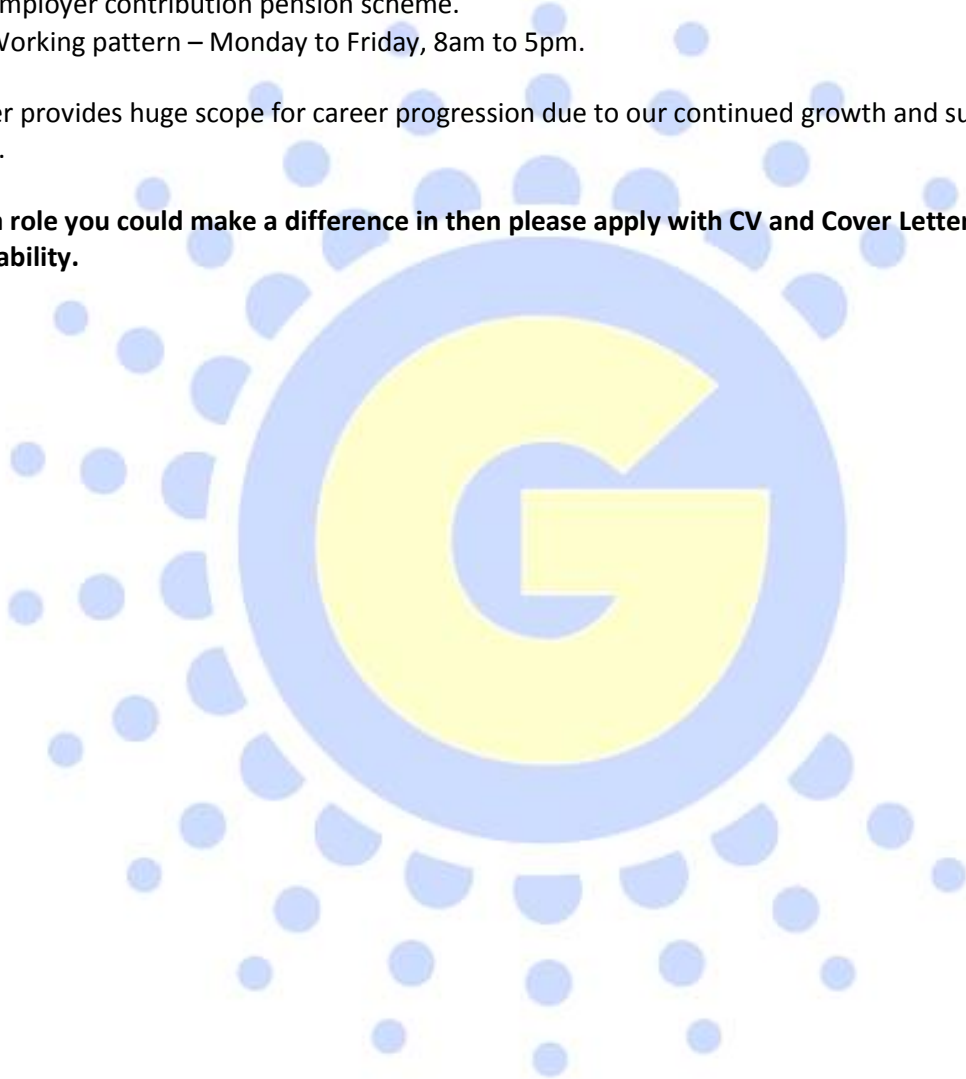 mployer contribution pension scheme.
Working pattern – Monday to Friday, 8am to 5pm.
er provides huge scope for career progression due to our continued growth and su
.
role you could make a difference in then please apply with CV and Cover Letter
ability.
G